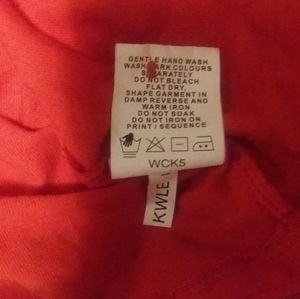 GENTLE HAND WASH
WASH DARK COLOURS
SEPARATELY
DO NOT BLEACH
FLAT DRY,
SHAPE GARMENT IN
DAMP REVERSE AND
WARM IRON
DO NOT SOAK
DO NOT IRON ON
PRINT / SEQUENCE
WCK5
KWLE